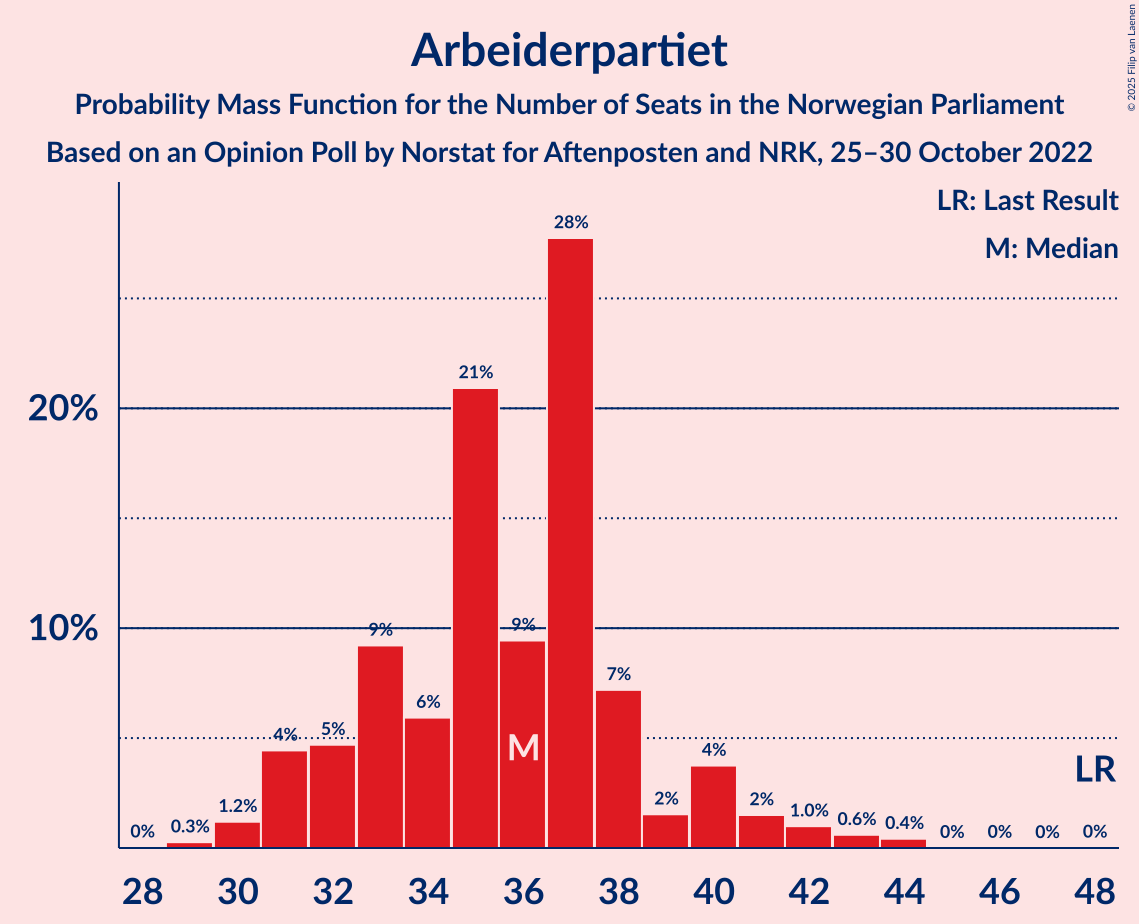 Arbeiderpartiet
Probability Mass Function for the Number of Seats in the Norwegian Parliament
Based on an Opinion Poll by Norstat for Aftenposten and NRK, 25–30 October 2022
© 2025 Filip van Laenen
LR: Last Result
M: Median
20%
10%
0% 0.3% 1.2% 4% 5% 9% 6% 21% 9% 28% 7% 2% 4% 2% 1.0% 0.6% 0.4% 0% 0% 0% 0%
M
LR
28 30 32 34 36 38 40 42 44 46 48